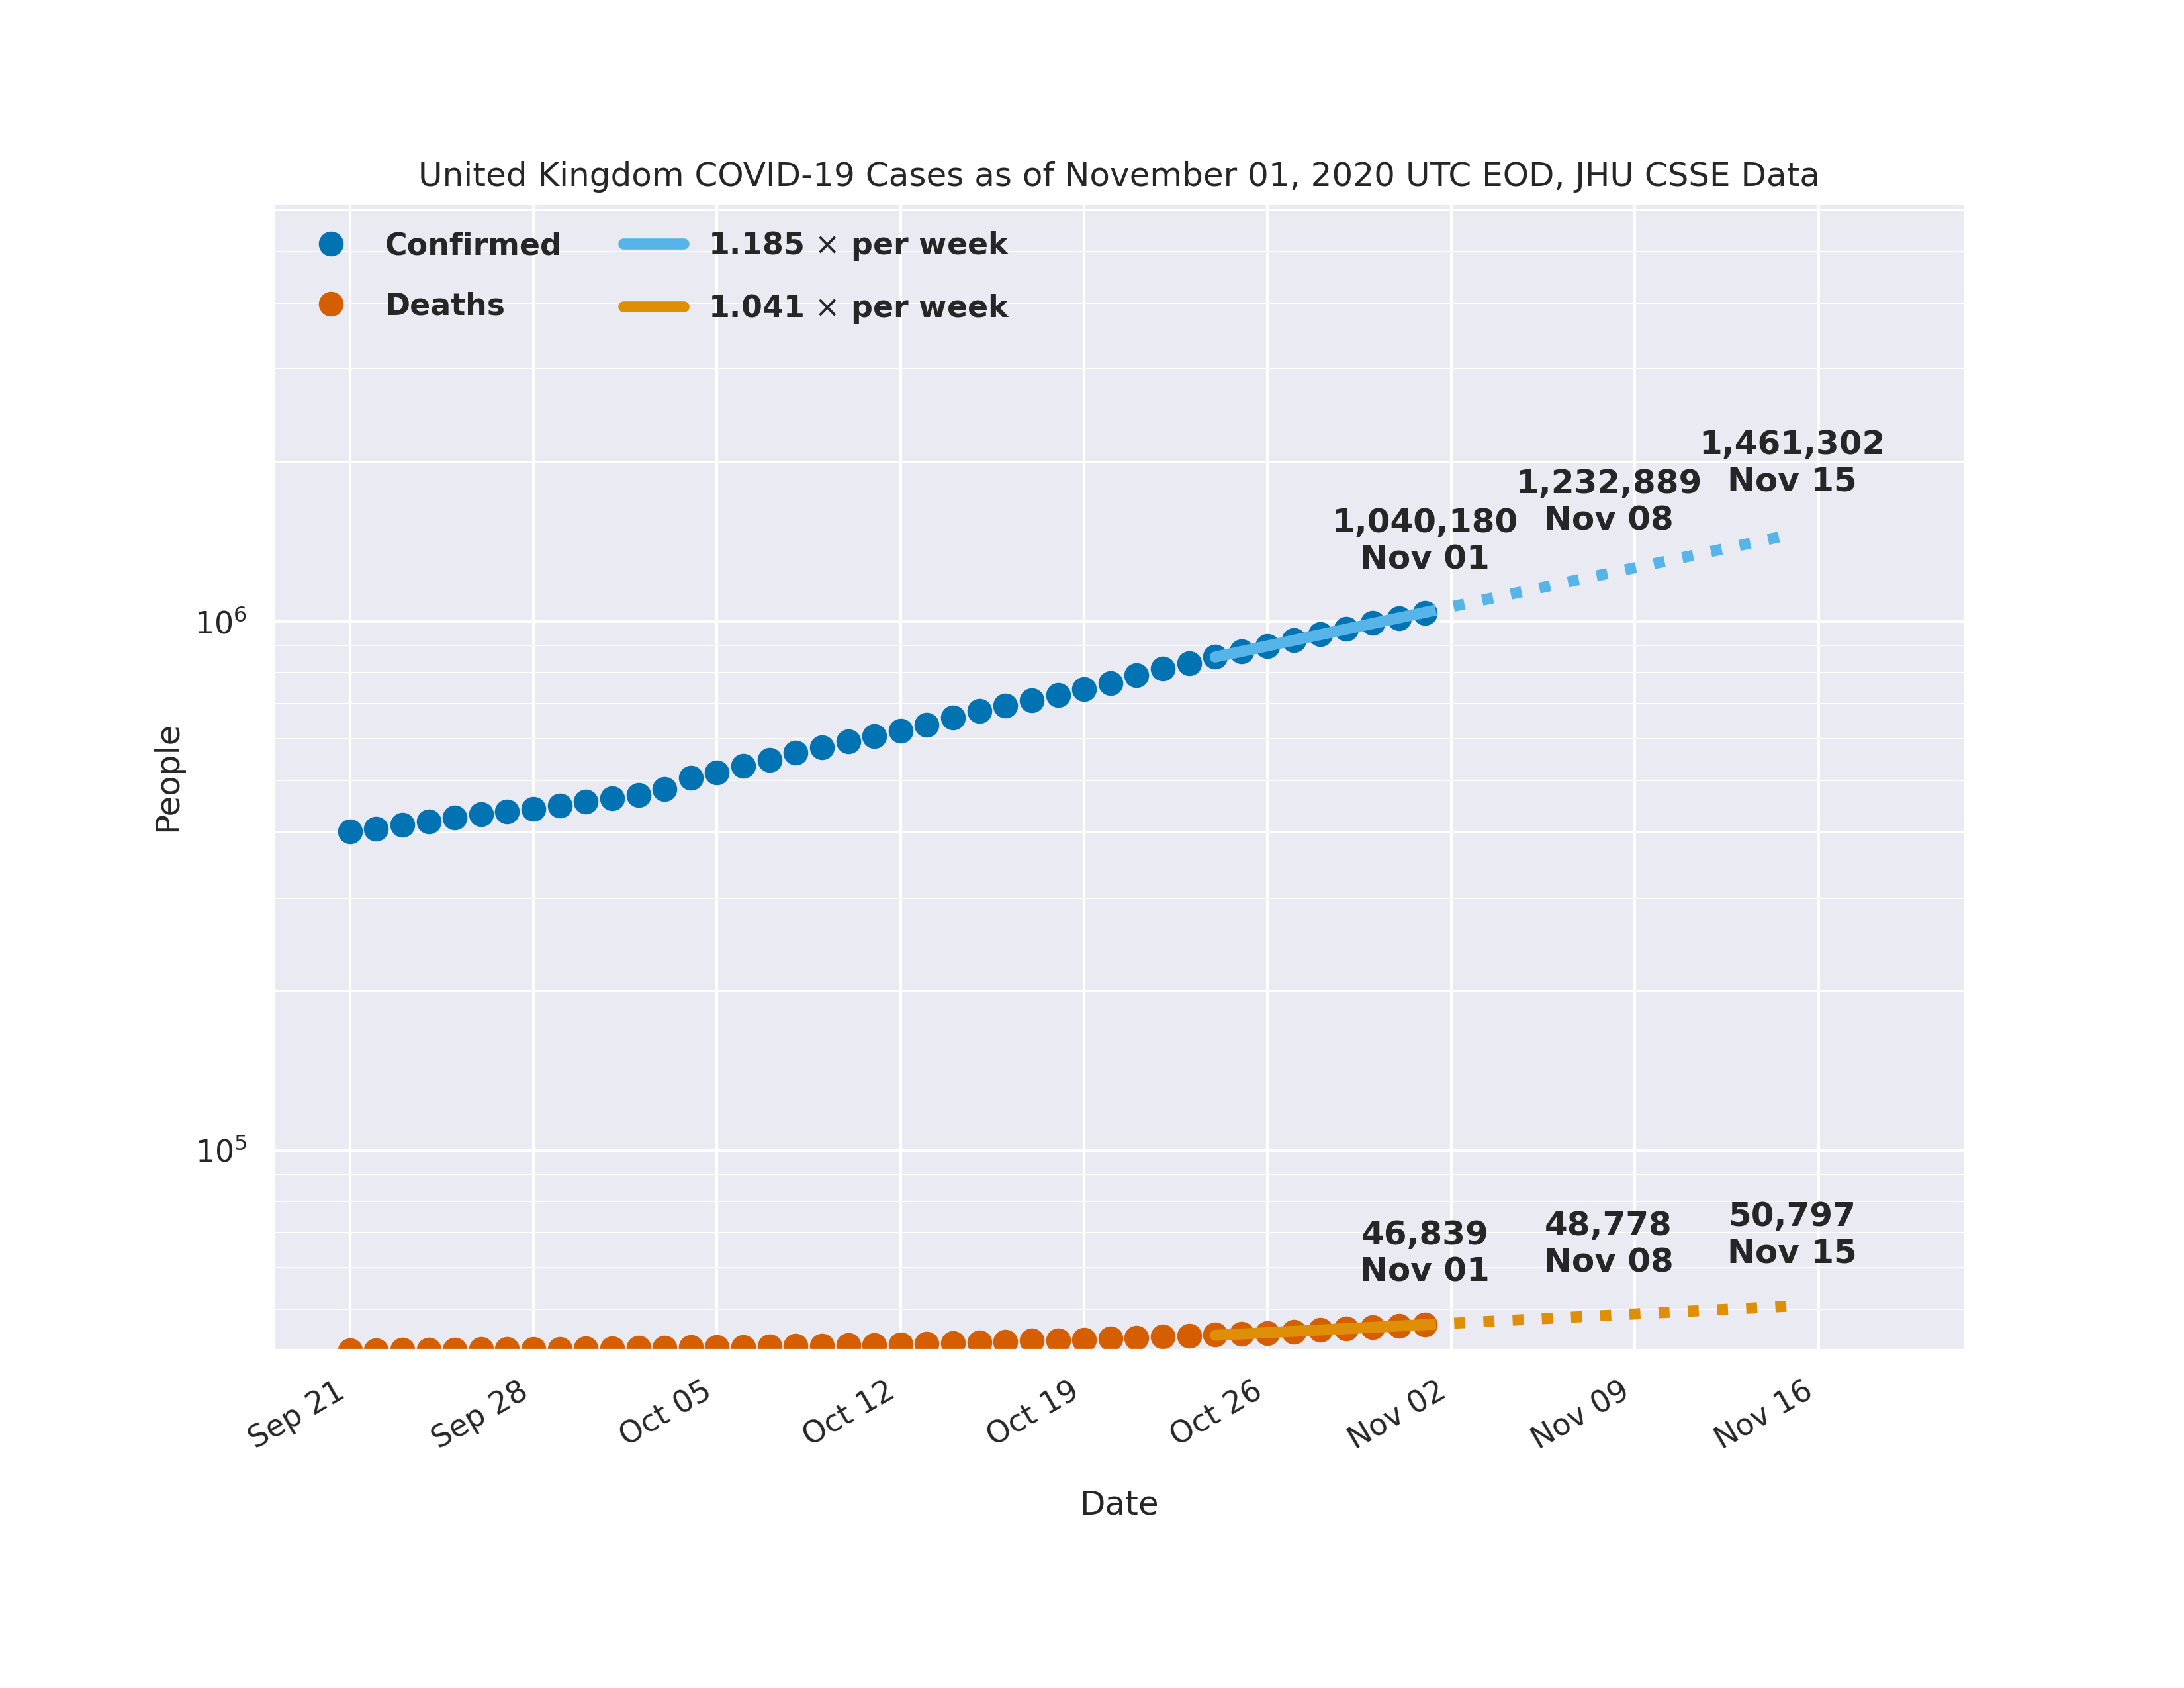 United Kingdom COVID-19 Cases as of November 01, 2020 UTC EOD, JHU CSSE Data
Confirmed
Deaths
1.185 × per week
1.041 × per week
1,461,302
Nov 15
1,232,889
Nov 08
1,040,180
Nov 01
10⁶
People
10⁵
46,839
Nov 01
48,778
Nov 08
50,797
Nov 15
Sep 21
Sep 28
Oct 05
Oct 12
Oct 19
Oct 26
Nov 02
Nov 09
Nov 16
Date